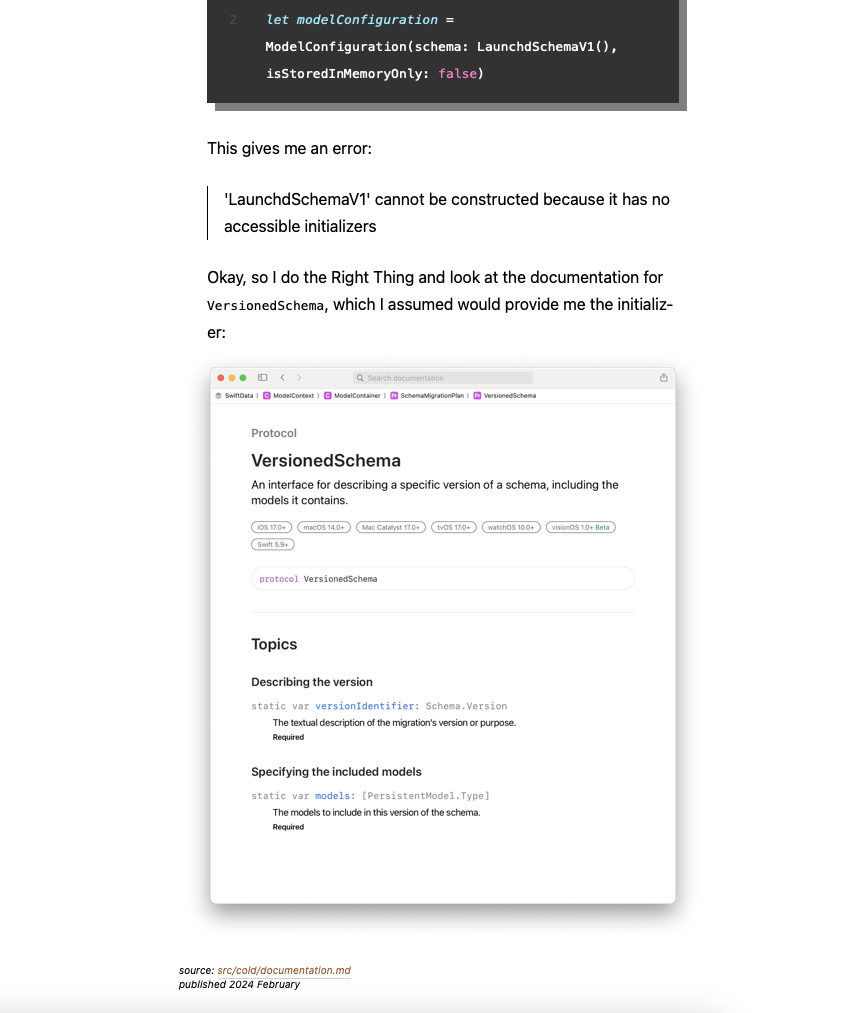 2 let modelConfiguration =
ModelConfiguration(schema: LaunchdSchemaV1(),
isStoredInMemoryOnly: false)
This gives me an error:
'LaunchdSchemaV1' cannot be constructed because it has no
accessible initializers
Okay, so I do the Right Thing and look at the documentation for
VersionedSchema, which I assumed would provide me the initializ-
er:
Search documentation
SwiftData ⟩ C ModelContext ⟩ C ModelContainer ⟩ Pr SchemaMigrationPlan ⟩ Pr VersionedSchema
Protocol
VersionedSchema
An interface for describing a specific version of a schema, including the
models it contains.
iOS 17.0+ macOS 14.0+ Mac Catalyst 17.0+ tvOS 17.0+ watchOS 10.0+ visionOS 1.0+ Beta
Swift 5.9+
protocol VersionedSchema
Topics
Describing the version
static var versionIdentifier: Schema.Version
The textual description of the migration's version or purpose.
Required
Specifying the included models
static var models: [PersistentModel.Type]
The models to include in this version of the schema.
Required
source: src/cold/documentation.md
published 2024 February